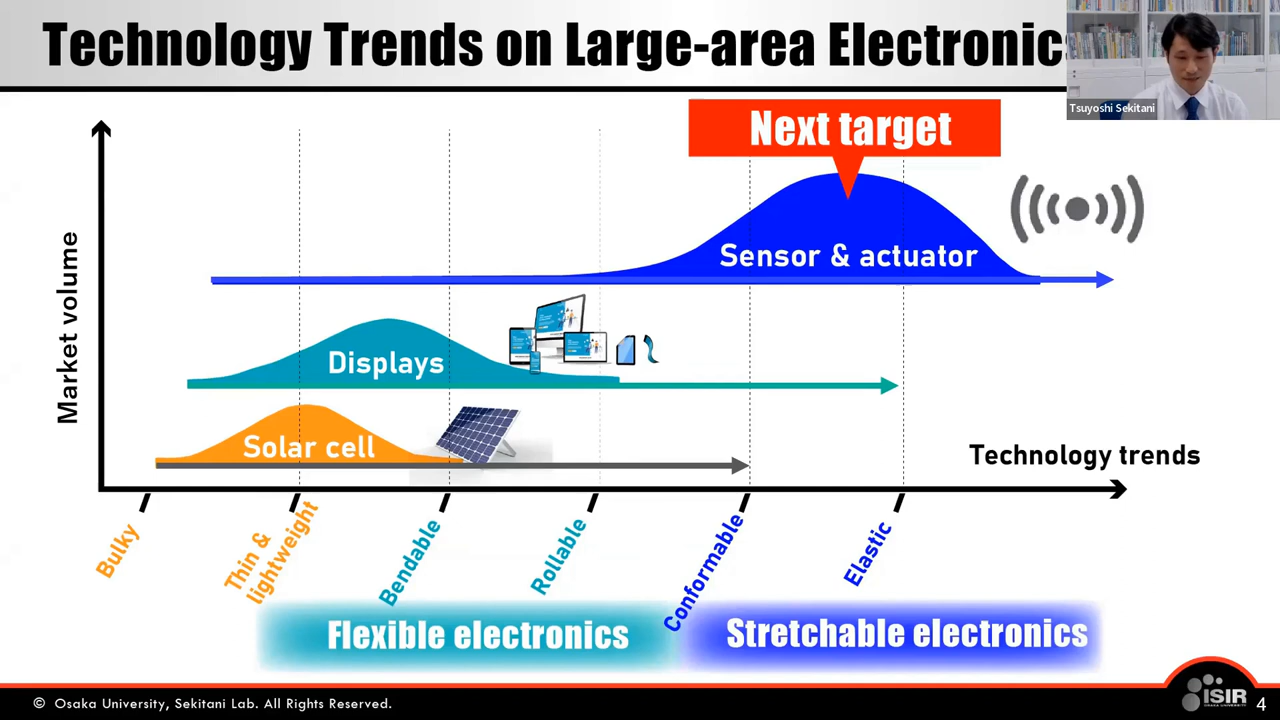 Technology Trends on Large-area Electronic
Tsuyoshi Sekitani
Next target
Market volume
Sensor & actuator
Displays
Solar cell
Technology trends
Bulky
Thin &
lightweight
Bendable
Rollable
Conformable
Elastic
Flexible electronics
Stretchable electronics
© Osaka University, Sekitani Lab. All Rights Reserved.
ISIR
OSAKA UNIVERSITY
4